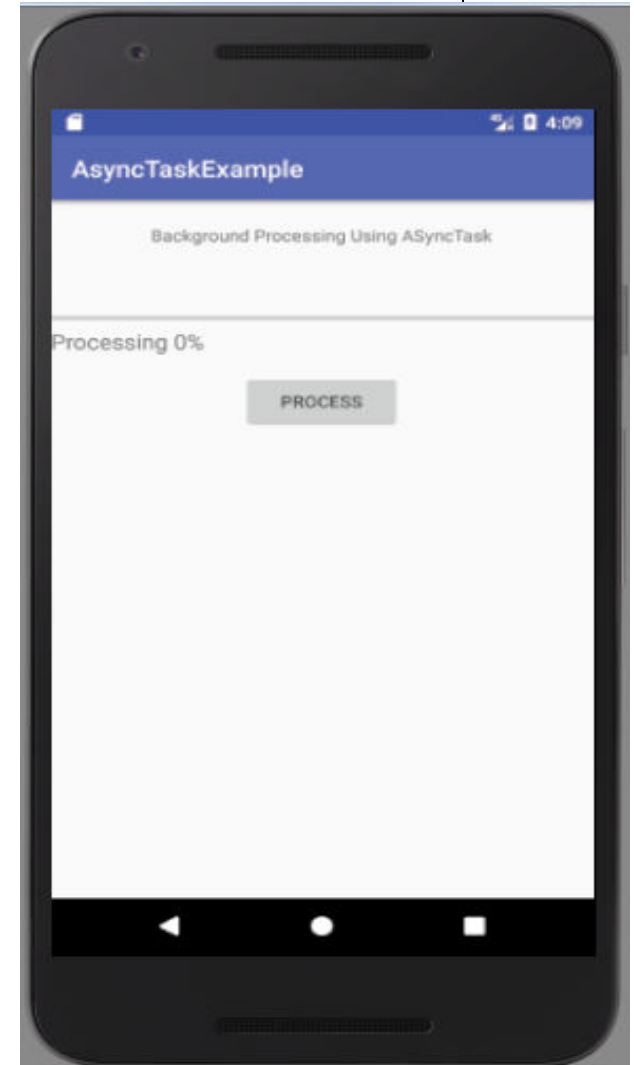 4:09
AsyncTaskExample
Background Processing Using ASyncTask
Processing 0%
PROCESS